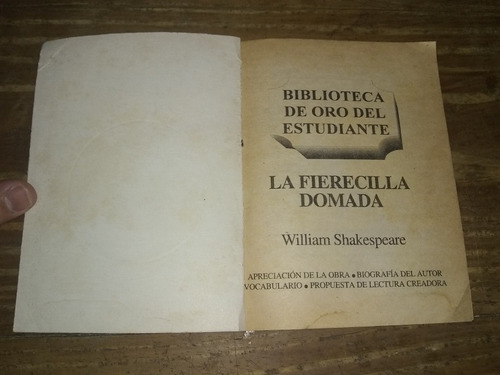 BIBLIOTECA
DE ORO DEL
ESTUDIANTE
LA FIERECILLA
DOMADA
William Shakespeare
APRECIACIÓN DE LA OBRA • BIOGRAFÍA DEL AUTOR
VOCABULARIO • PROPUESTA DE LECTURA CREADORA